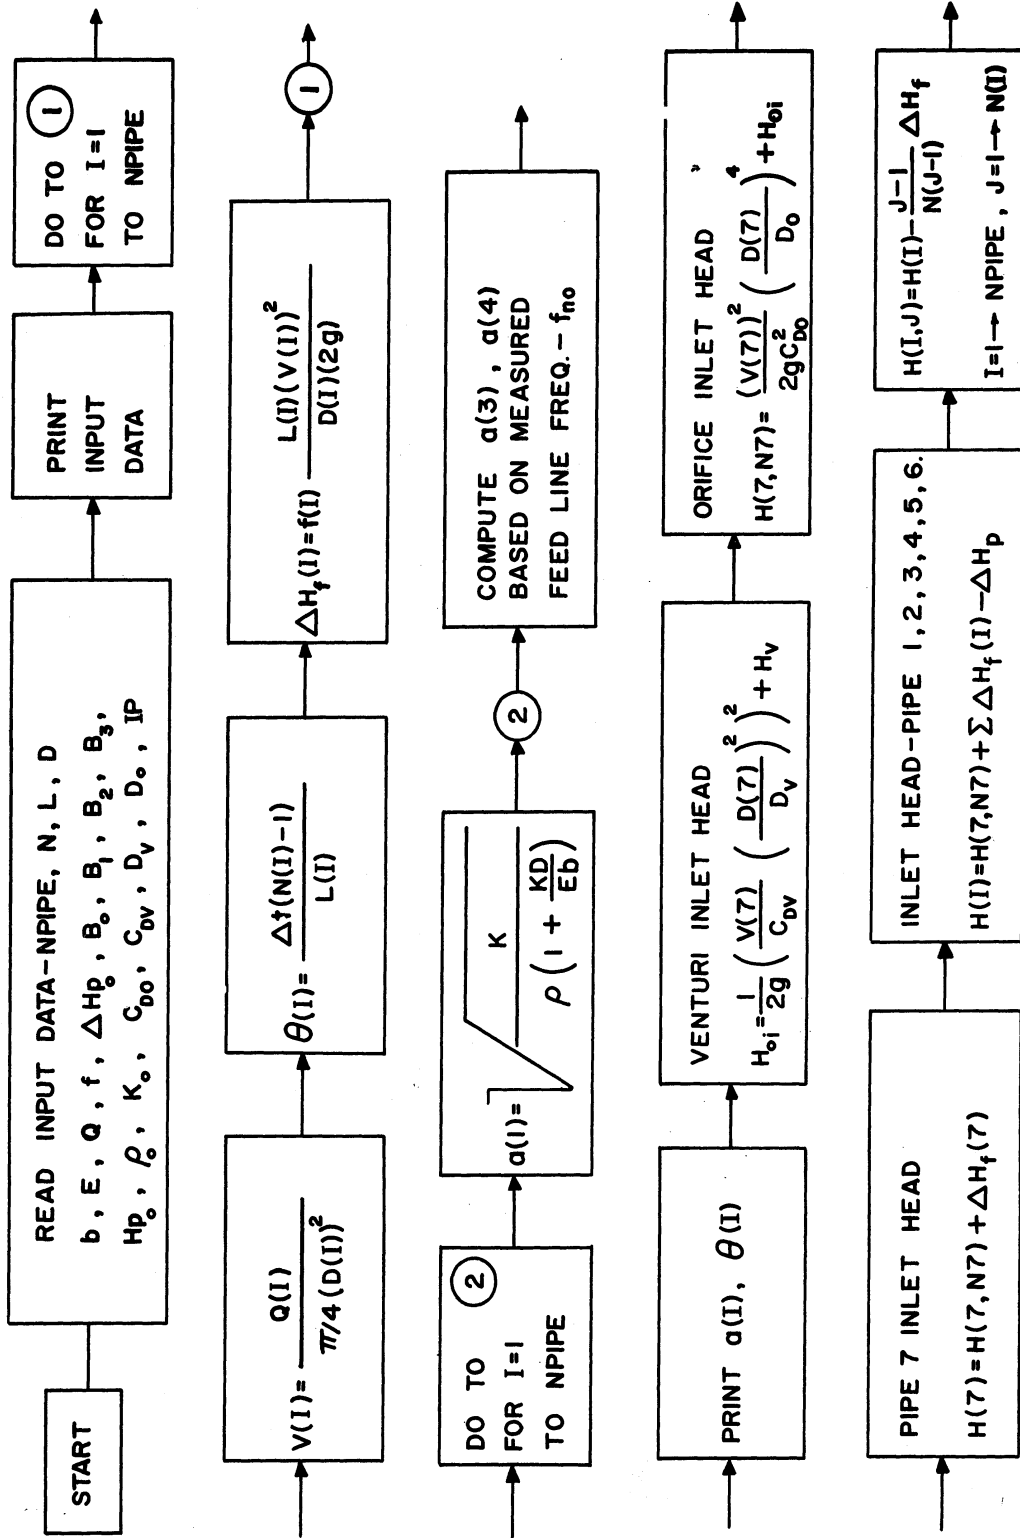 START
READ INPUT DATA-NPIPE, N, L, D
b, E, Q, f, ΔHp₀, B₀, B₁, B₂, B₃,
Hp₀, ρ₀, K₀, C_DO, C_DV, D_V, D₀, IP
PRINT
INPUT
DATA
DO TO ①
FOR I=1
TO NPIPE
V(I)= Q(I) / π/4 (D(I))²
θ(I)= Δt(N(I)-1) / L(I)
ΔH_f(I)=f(I) L(I)(V(I))² / D(I)(2g)
①
DO TO ②
FOR I=1
TO NPIPE
a(I)= √ K / ρ(1 + KD/Eb)
②
COMPUTE a(3), a(4)
BASED ON MEASURED
FEED LINE FREQ.-f_no
PRINT a(I), θ(I)
VENTURI INLET HEAD
H_oi= 1/2g (V(7)/C_DV (D(7)/D_V)²)² + H_V
ORIFICE INLET HEAD
H(7,N7)= (V(7))²/2gC²_DO (D(7)/D_O)⁴ + H_oi
PIPE 7 INLET HEAD
H(7)=H(7,N7)+ΔH_f(7)
INLET HEAD-PIPE 1,2,3,4,5,6.
H(I)=H(7,N7)+ΣΔH_f(I)-ΔH_p
H(I,J)=H(I)- J-1/N(J-1) ΔH_f
I=1→NPIPE, J=1→N(I)